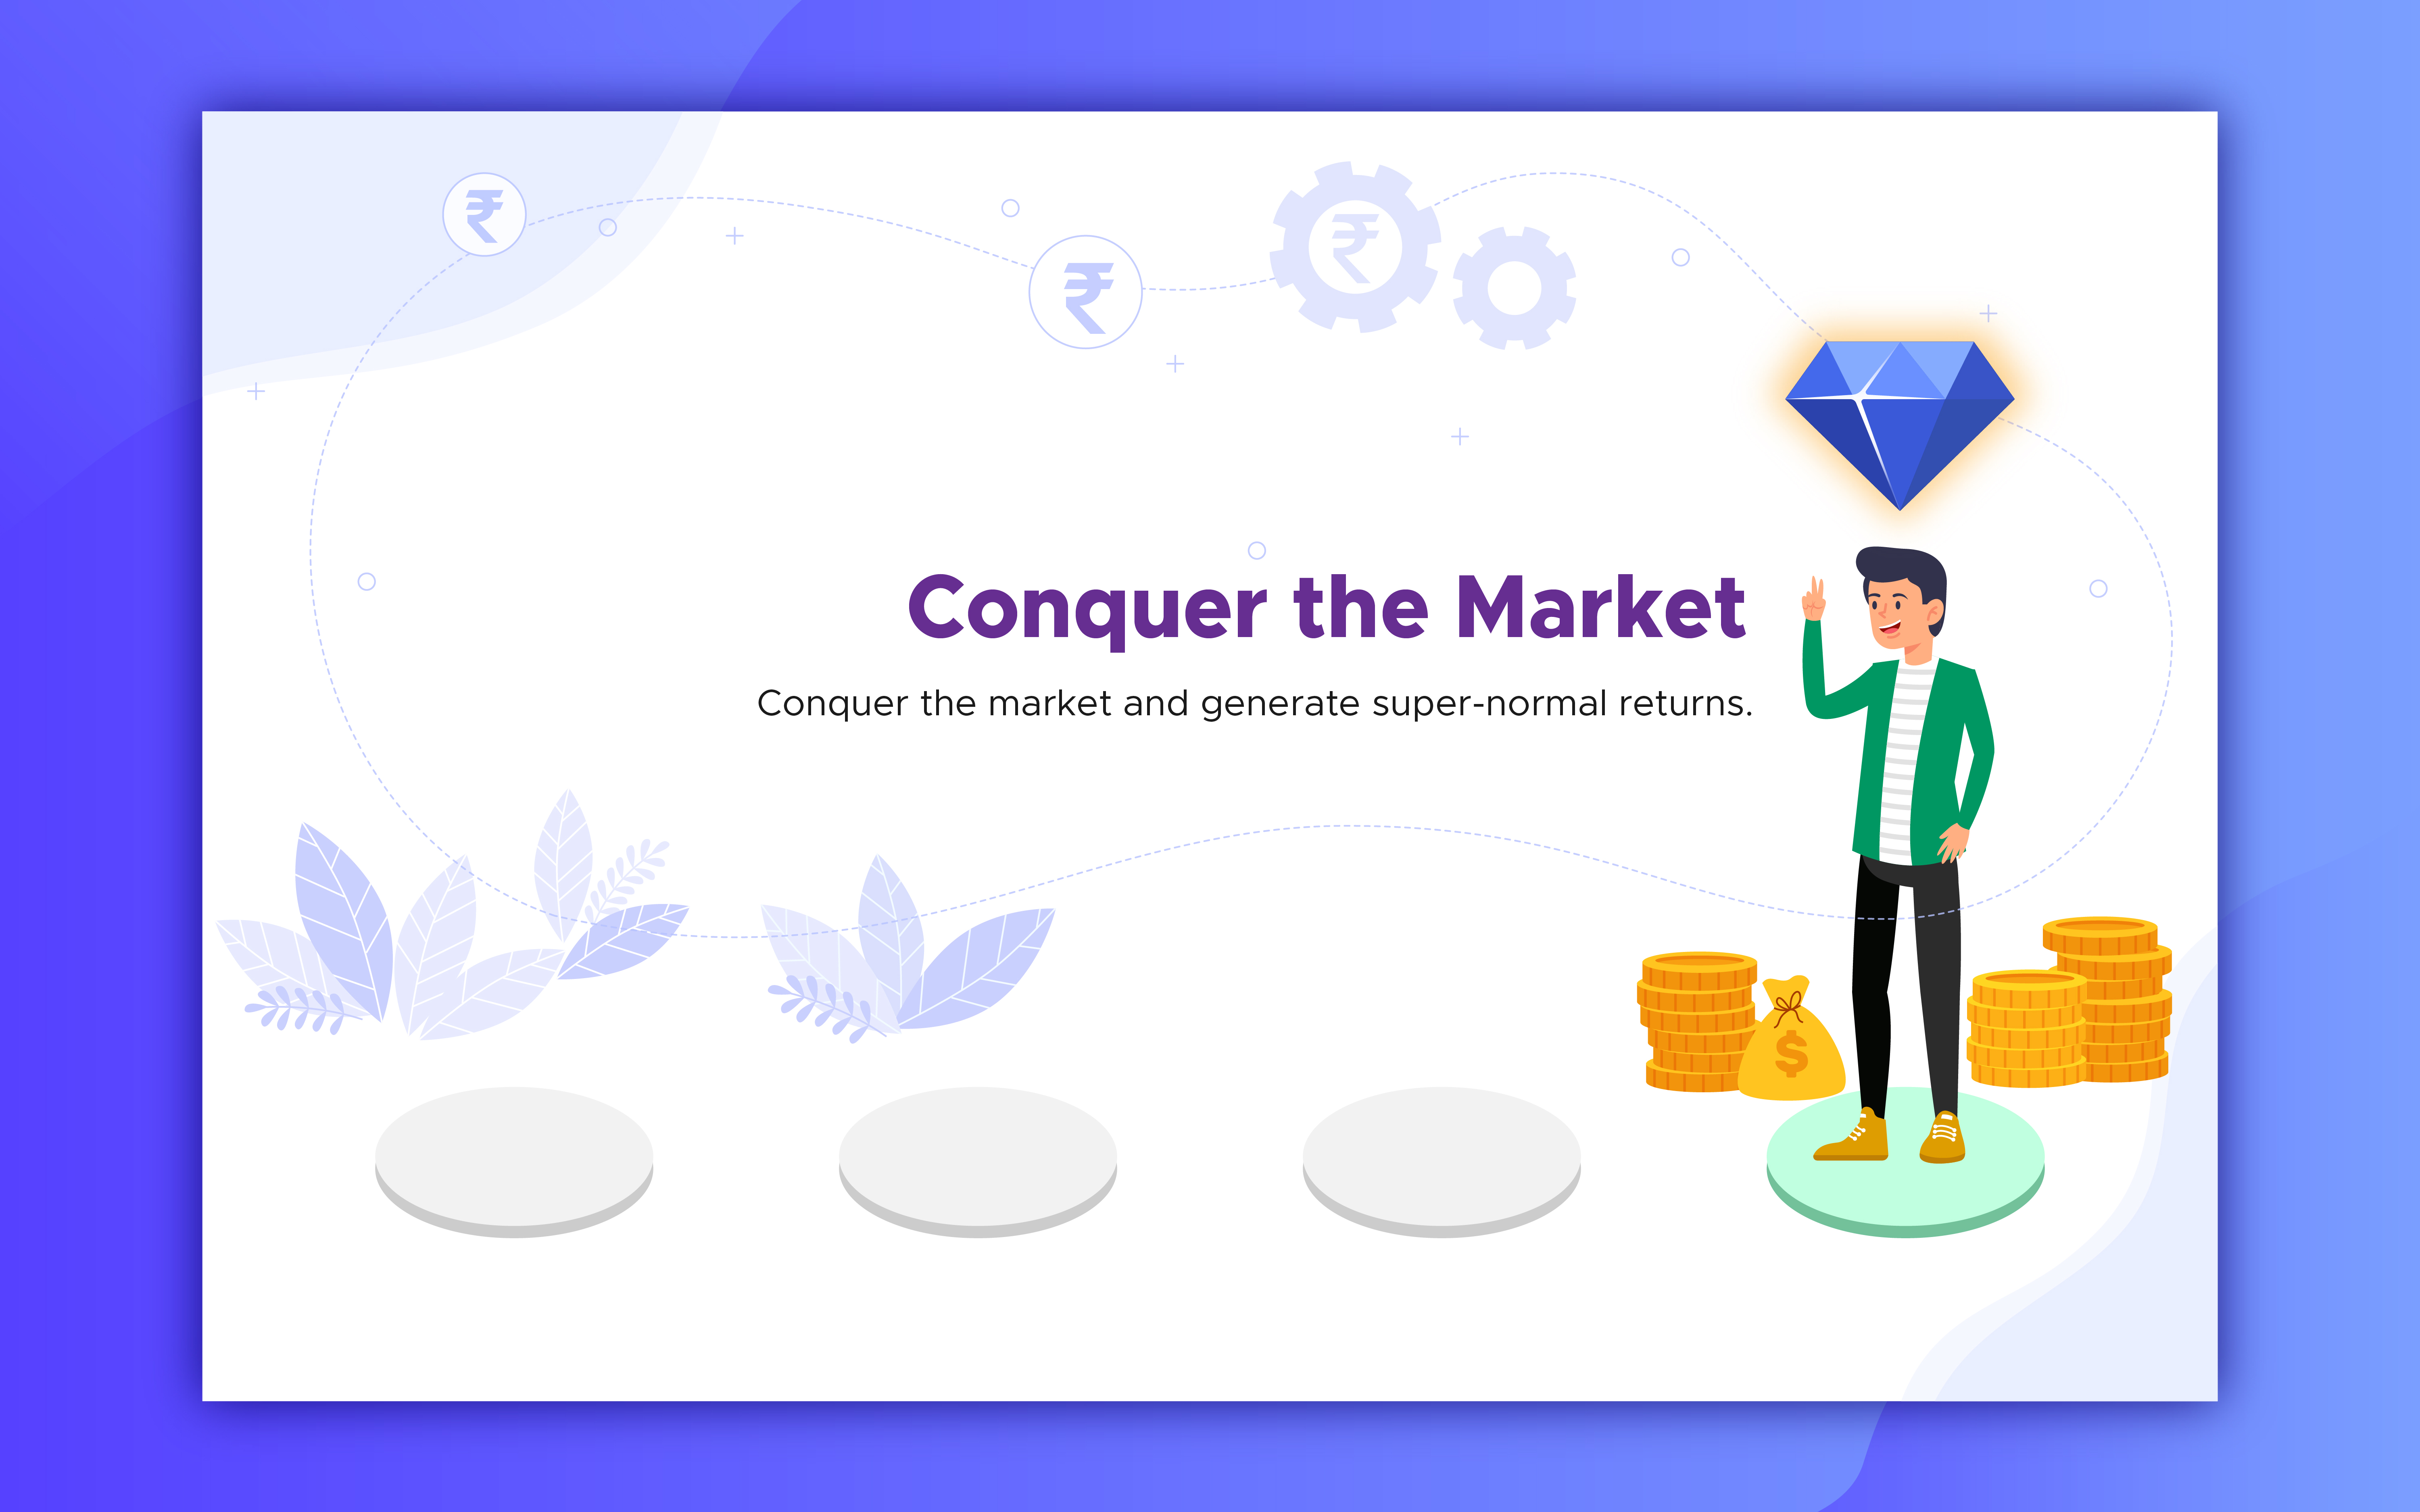 ₹
₹
₹
Conquer the Market
Conquer the market and generate super-normal returns.
$